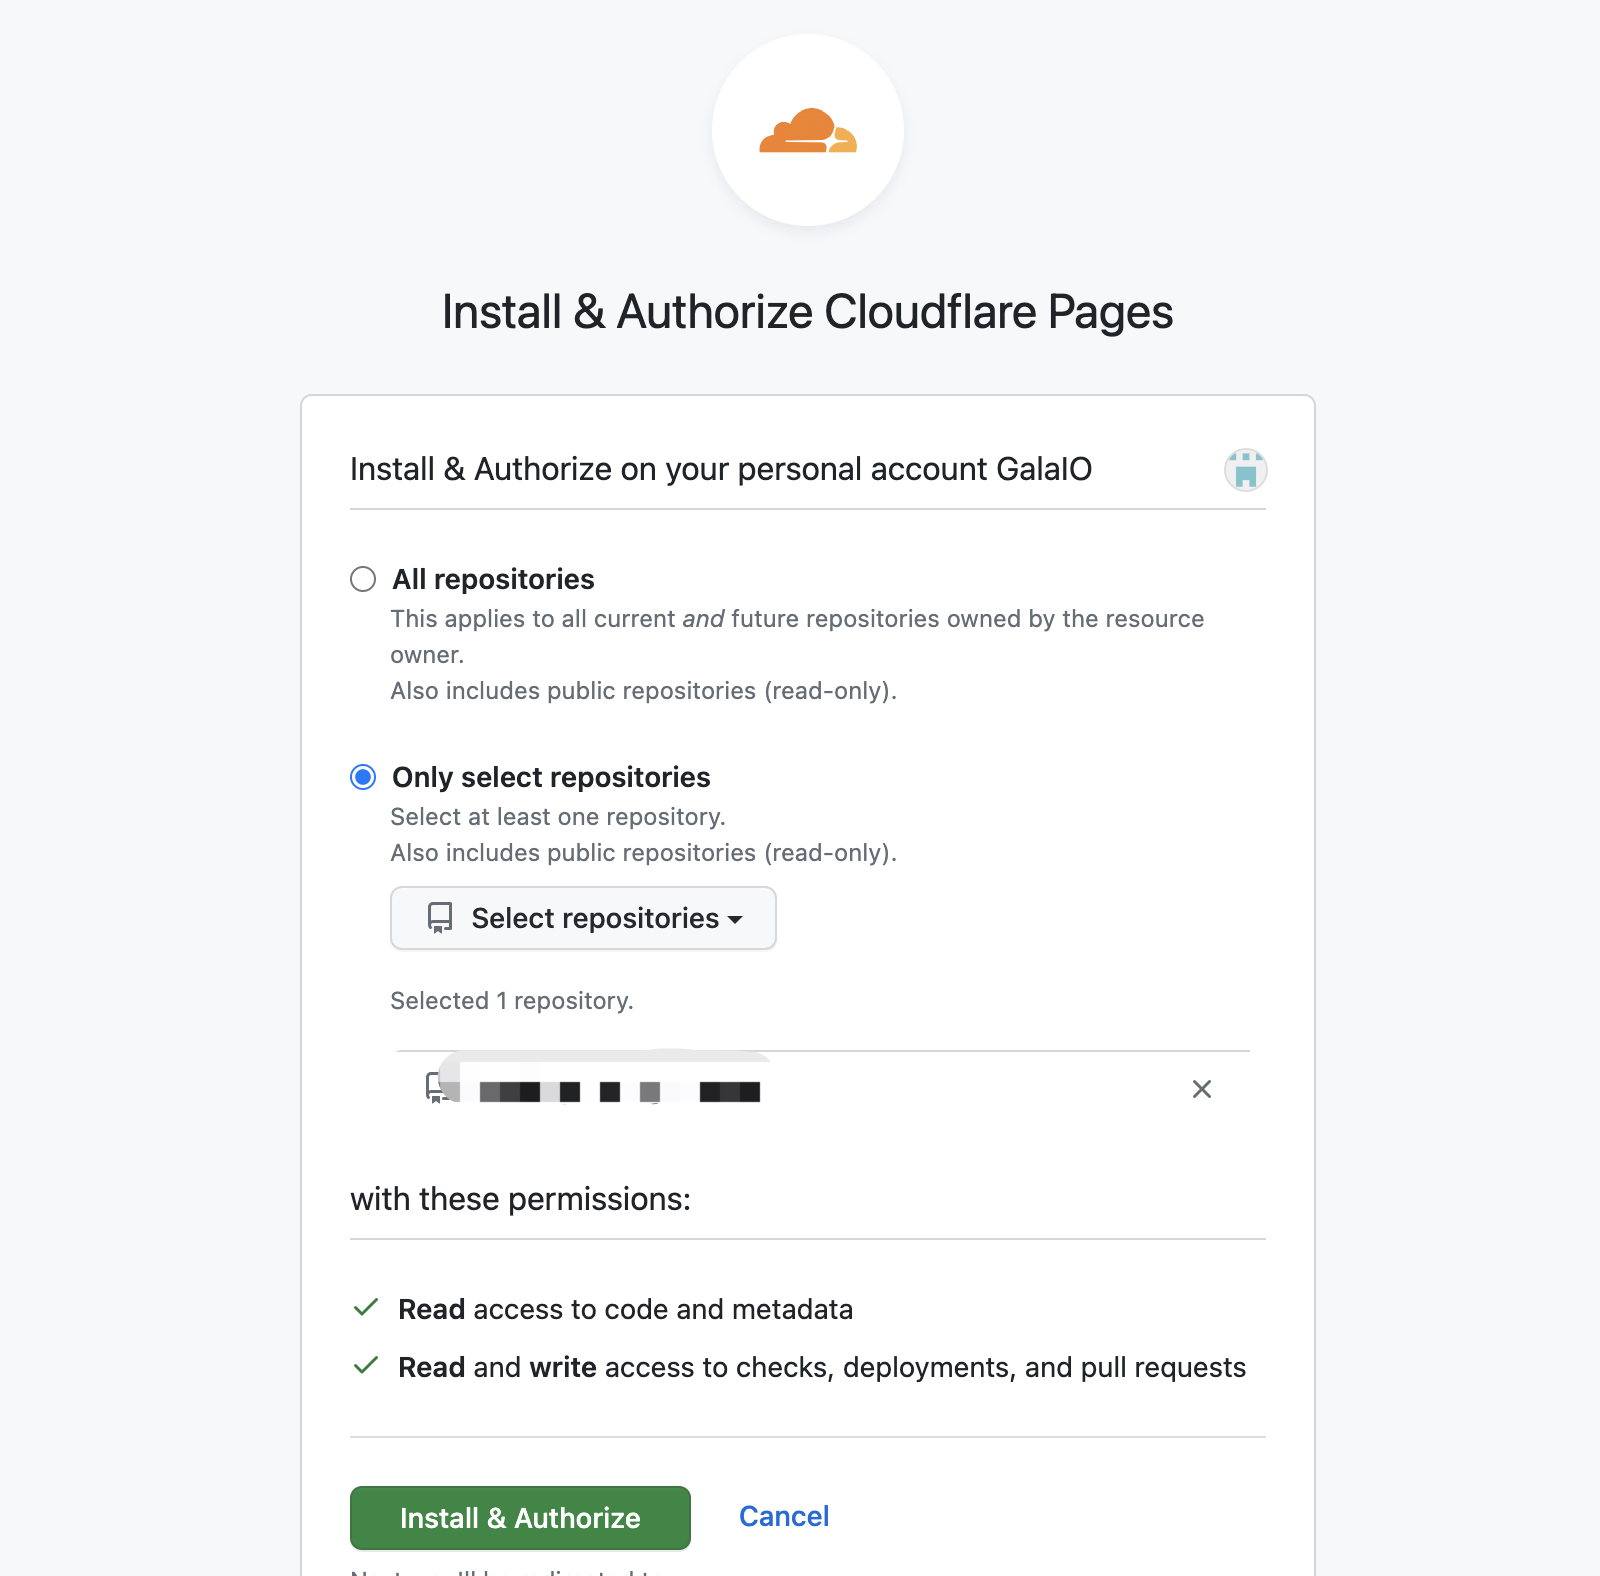 Install & Authorize Cloudflare Pages
Install & Authorize on your personal account GalaIO
All repositories
This applies to all current and future repositories owned by the resource
owner.
Also includes public repositories (read-only).
Only select repositories
Select at least one repository.
Also includes public repositories (read-only).
Select repositories
Selected 1 repository.
with these permissions:
Read access to code and metadata
Read and write access to checks, deployments, and pull requests
Install & Authorize
Cancel